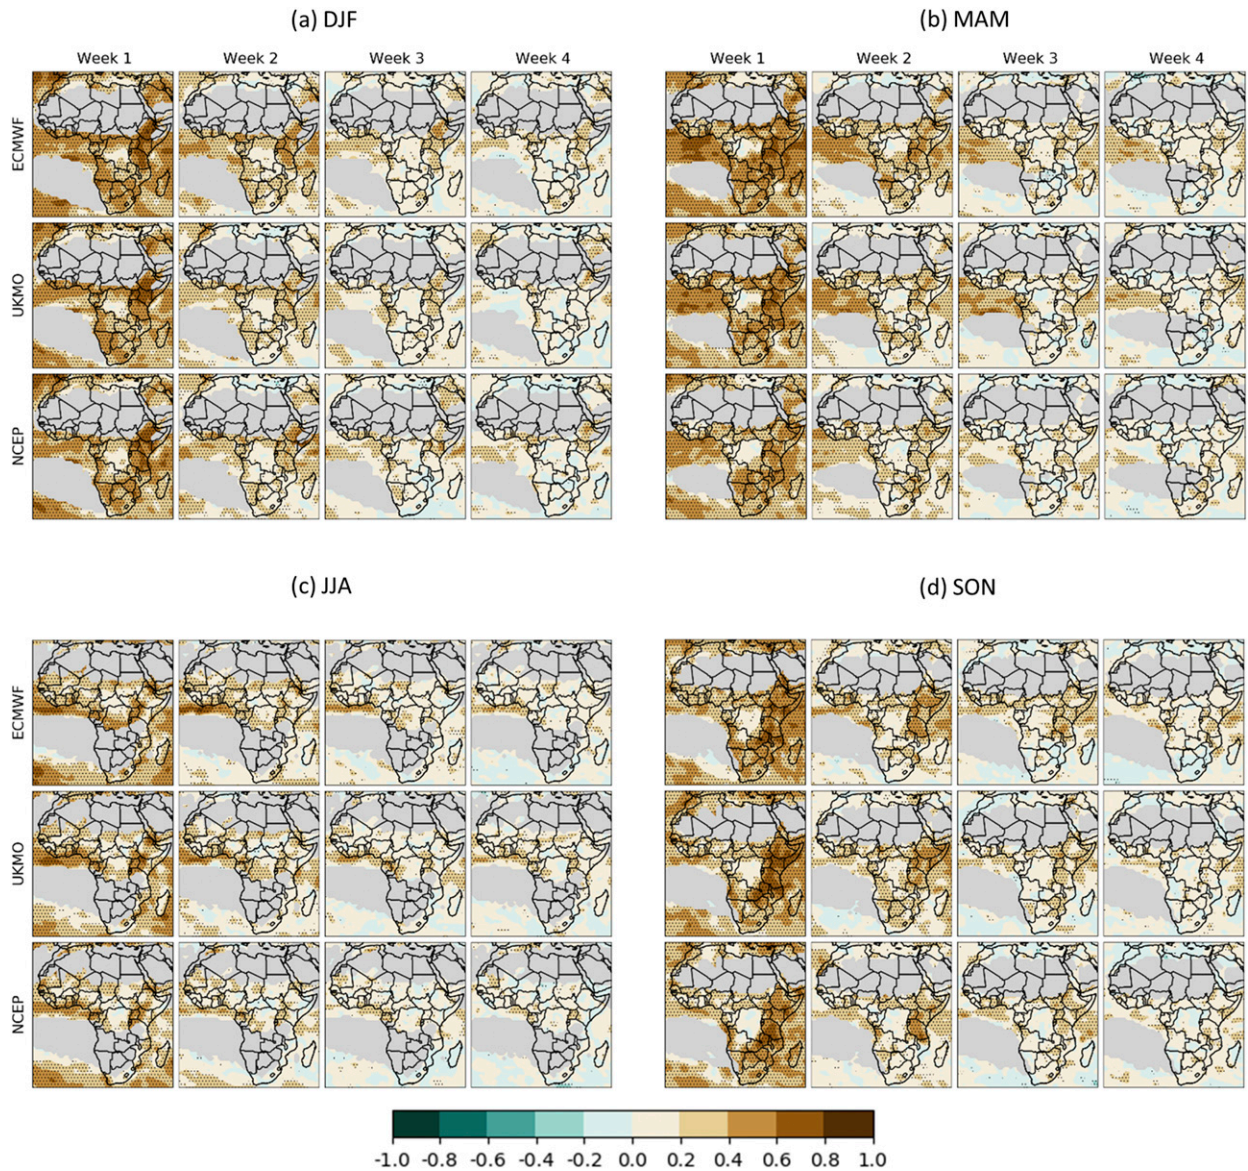 (a) DJF
Week 1 Week 2 Week 3 Week 4
ECMWF
UKMO
NCEP
(b) MAM
Week 1 Week 2 Week 3 Week 4
(c) JJA
ECMWF
UKMO
NCEP
(d) SON
-1.0 -0.8 -0.6 -0.4 -0.2 0.0 0.2 0.4 0.6 0.8 1.0